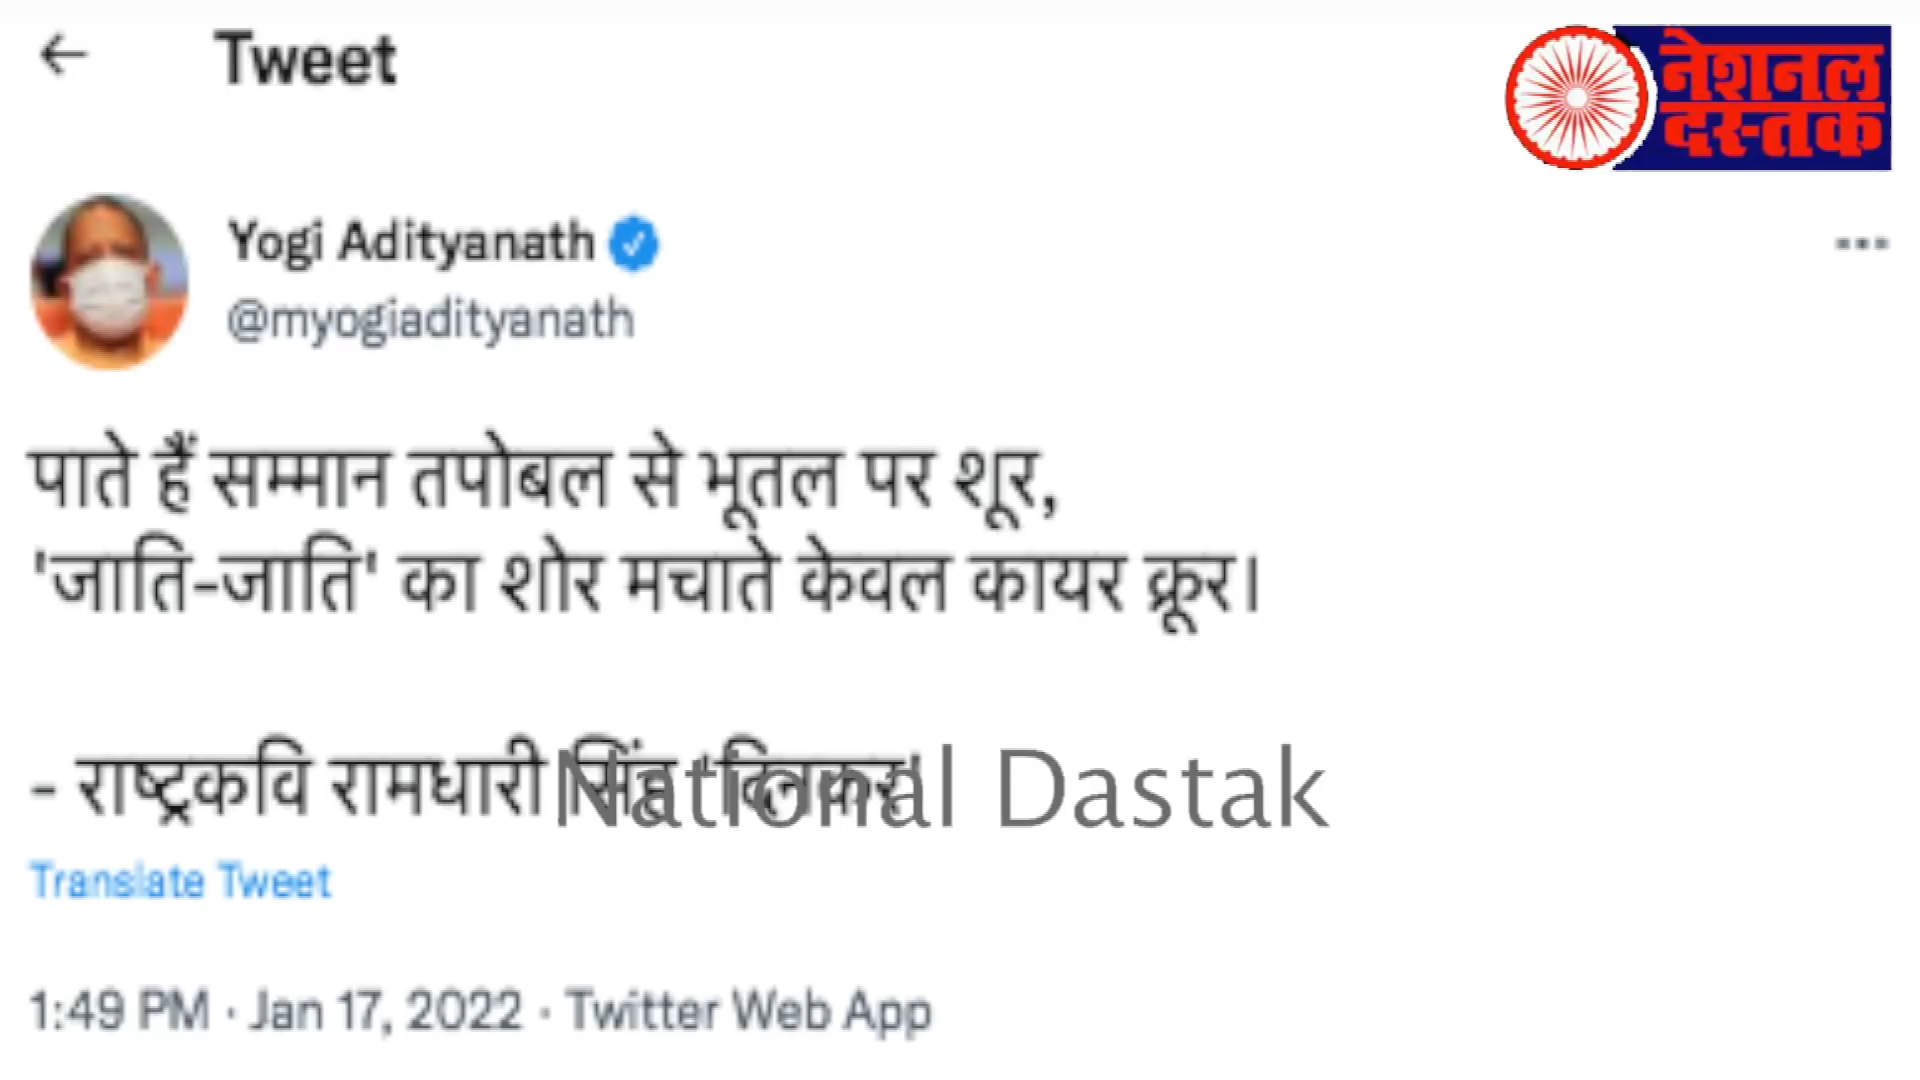 Tweet
नेशनल
दस्तक
Yogi Adityanath
@myogiadityanath
पाते हैं सम्मान तपोबल से भूतल पर शूर,
'जाति-जाति' का शोर मचाते केवल कायर क्रूर।
- राष्ट्रकवि रामधारी सिंह 'दिनकर'
National Dastak
Translate Tweet
1:49 PM · Jan 17, 2022 · Twitter Web App